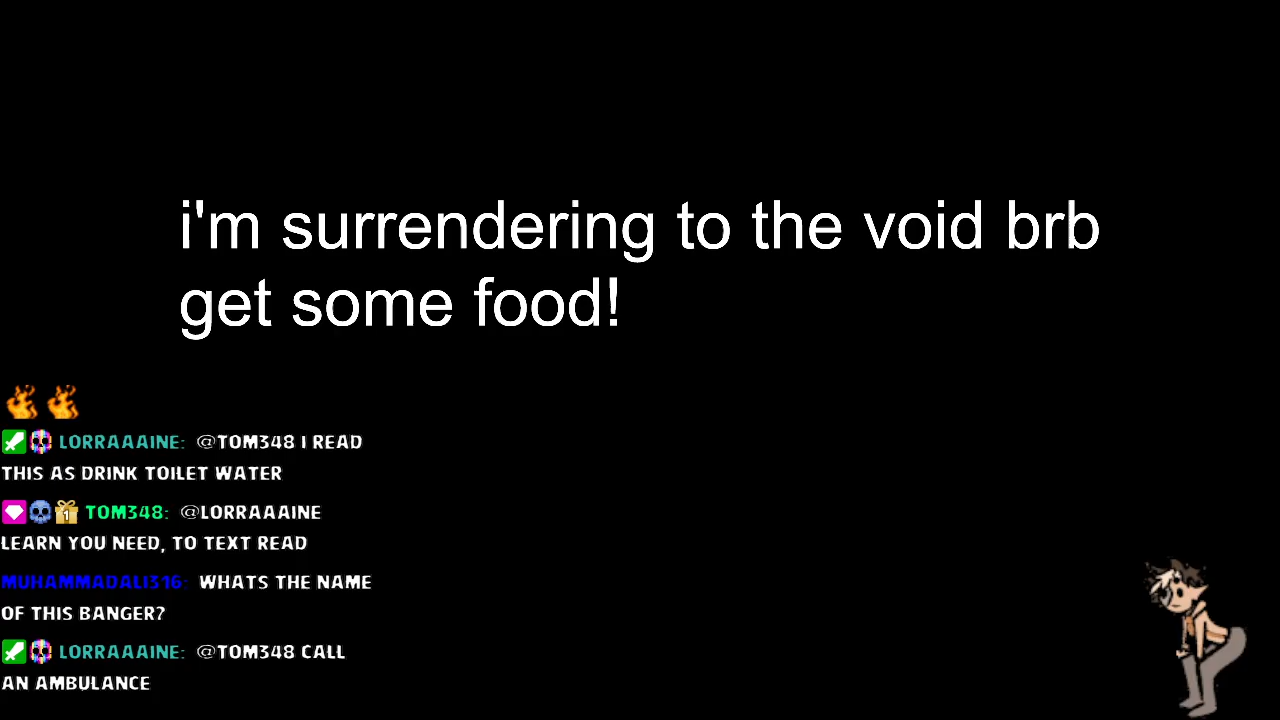 i'm surrendering to the void brb
get some food!
LORRAAAINE: @TOM348 I READ
THIS AS DRINK TOILET WATER
1 TOM348: @LORRAAAINE
LEARN YOU NEED, TO TEXT READ
MUHAMMADALI316: WHATS THE NAME
OF THIS BANGER?
LORRAAAINE: @TOM348 CALL
AN AMBULANCE